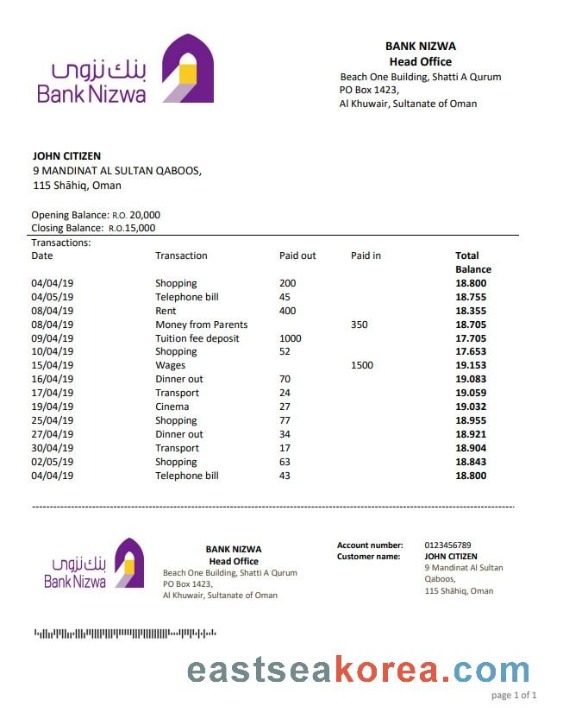 بنك نزوى
Bank Nizwa
BANK NIZWA
Head Office
Beach One Building, Shatti A Qurum
PO Box 1423,
Al Khuwair, Sultanate of Oman
JOHN CITIZEN
9 MANDINAT AL SULTAN QABOOS,
115 Shāhiq, Oman
Opening Balance: R.O. 20,000
Closing Balance: R.O.15,000
Transactions:
Date Transaction Paid out Paid in Total Balance
04/04/19 Shopping 200 18.800
04/05/19 Telephone bill 45 18.755
08/04/19 Rent 400 18.355
08/04/19 Money from Parents 350 18.705
09/04/19 Tuition fee deposit 1000 17.705
10/04/19 Shopping 52 17.653
15/04/19 Wages 1500 19.153
16/04/19 Dinner out 70 19.083
17/04/19 Transport 24 19.059
19/04/19 Cinema 27 19.032
25/04/19 Shopping 77 18.955
27/04/19 Dinner out 34 18.921
30/04/19 Transport 17 18.904
02/05/19 Shopping 63 18.843
04/04/19 Telephone bill 43 18.800
بنك نزوى
Bank Nizwa
BANK NIZWA
Head Office
Beach One Building, Shatti A Qurum
PO Box 1423,
Al Khuwair, Sultanate of Oman
Account number: 0123456789
Customer name: JOHN CITIZEN
9 Mandinat Al Sultan
Qaboos,
115 Shāhiq, Oman
eastseakorea.com
page 1 of 1